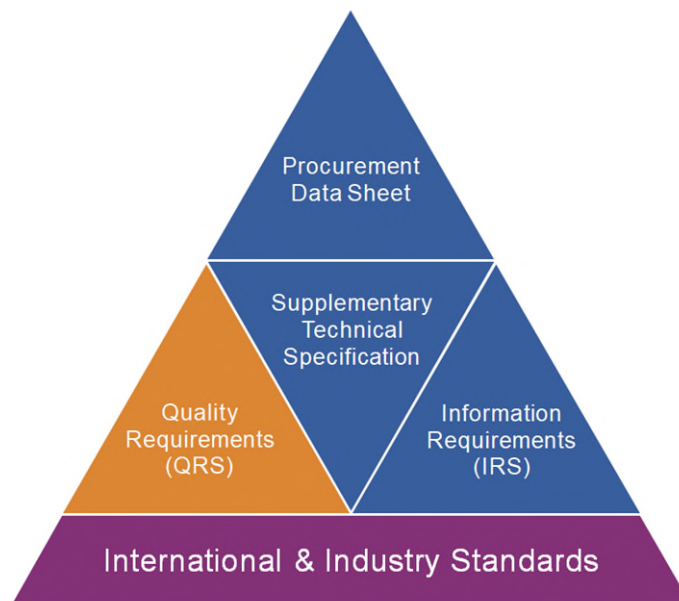 Procurement
Data Sheet
Supplementary
Technical
Specification
Quality
Requirements
(QRS)
Information
Requirements
(IRS)
International & Industry Standards